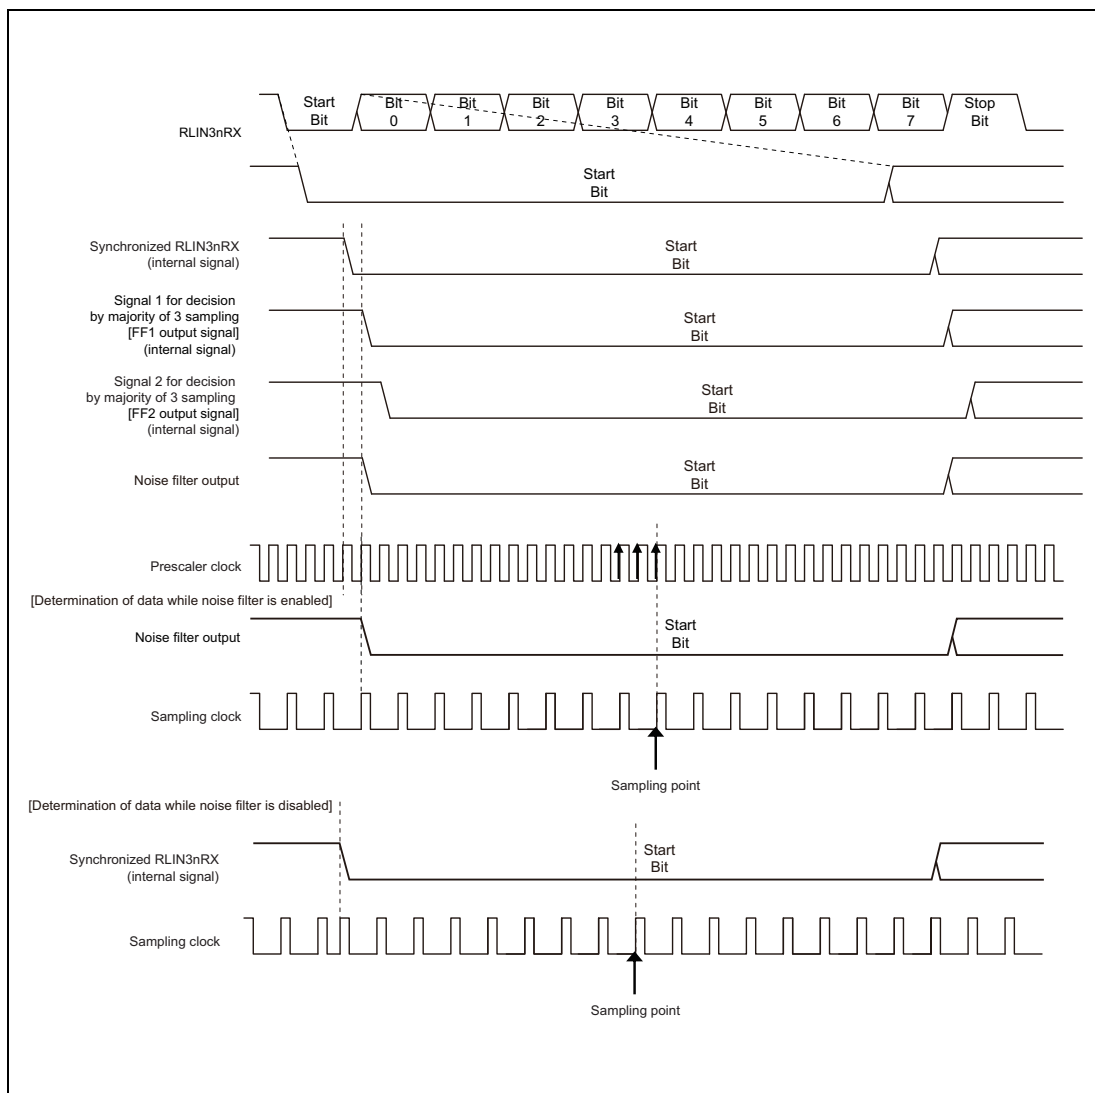 Start
Bit
Bit
0
Bit
1
Bit
2
Bit
3
Bit
4
Bit
5
Bit
6
Bit
7
Stop
Bit
RLIN3nRX
Start
Bit
Synchronized RLIN3nRX
(internal signal)
Start
Bit
Signal 1 for decision
by majority of 3 sampling
[FF1 output signal]
(internal signal)
Start
Bit
Signal 2 for decision
by majority of 3 sampling
[FF2 output signal]
(internal signal)
Start
Bit
Noise filter output
Start
Bit
Prescaler clock
[Determination of data while noise filter is enabled]
Noise filter output
Start
Bit
Sampling clock
Sampling point
[Determination of data while noise filter is disabled]
Synchronized RLIN3nRX
(internal signal)
Start
Bit
Sampling clock
Sampling point